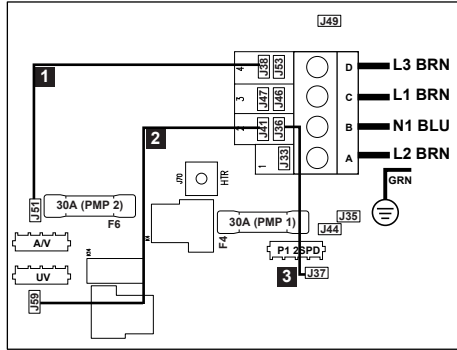 J49
1
4
J38
J53
D
L3 BRN
3
J47
J46
C
L1 BRN
2
J41
J36
B
N1 BLU
2
1
J33
A
L2 BRN
GRN
J70
HTR
J51
30A (PMP 2)
F6
30A (PMP 1)
F4
J35
J44
A/V
P1 2SPD
UV
3
J37
J59